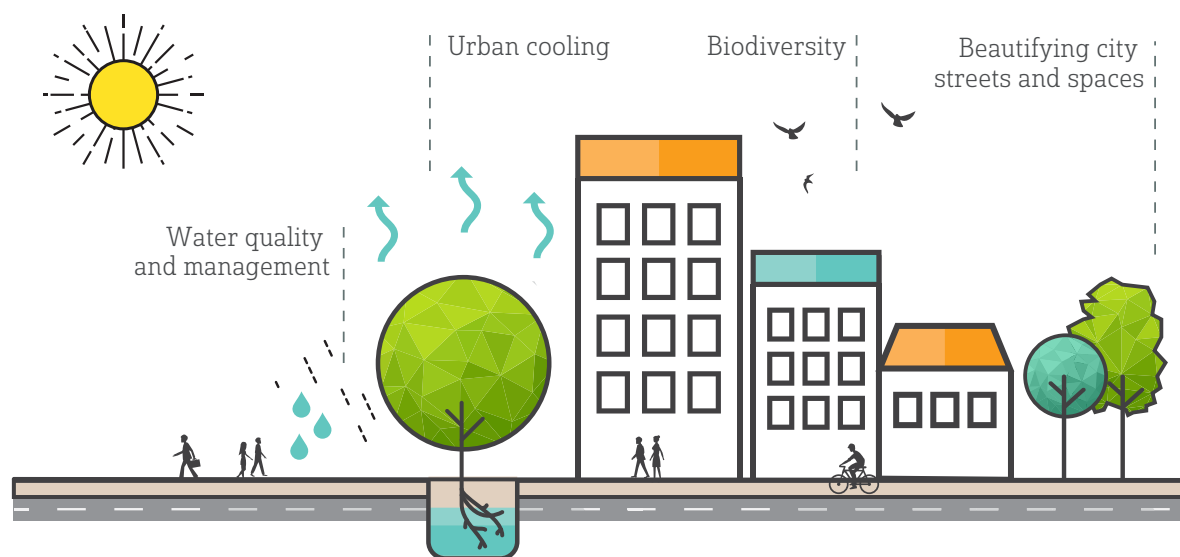 Urban cooling
Biodiversity
Beautifying city
streets and spaces
Water quality
and management